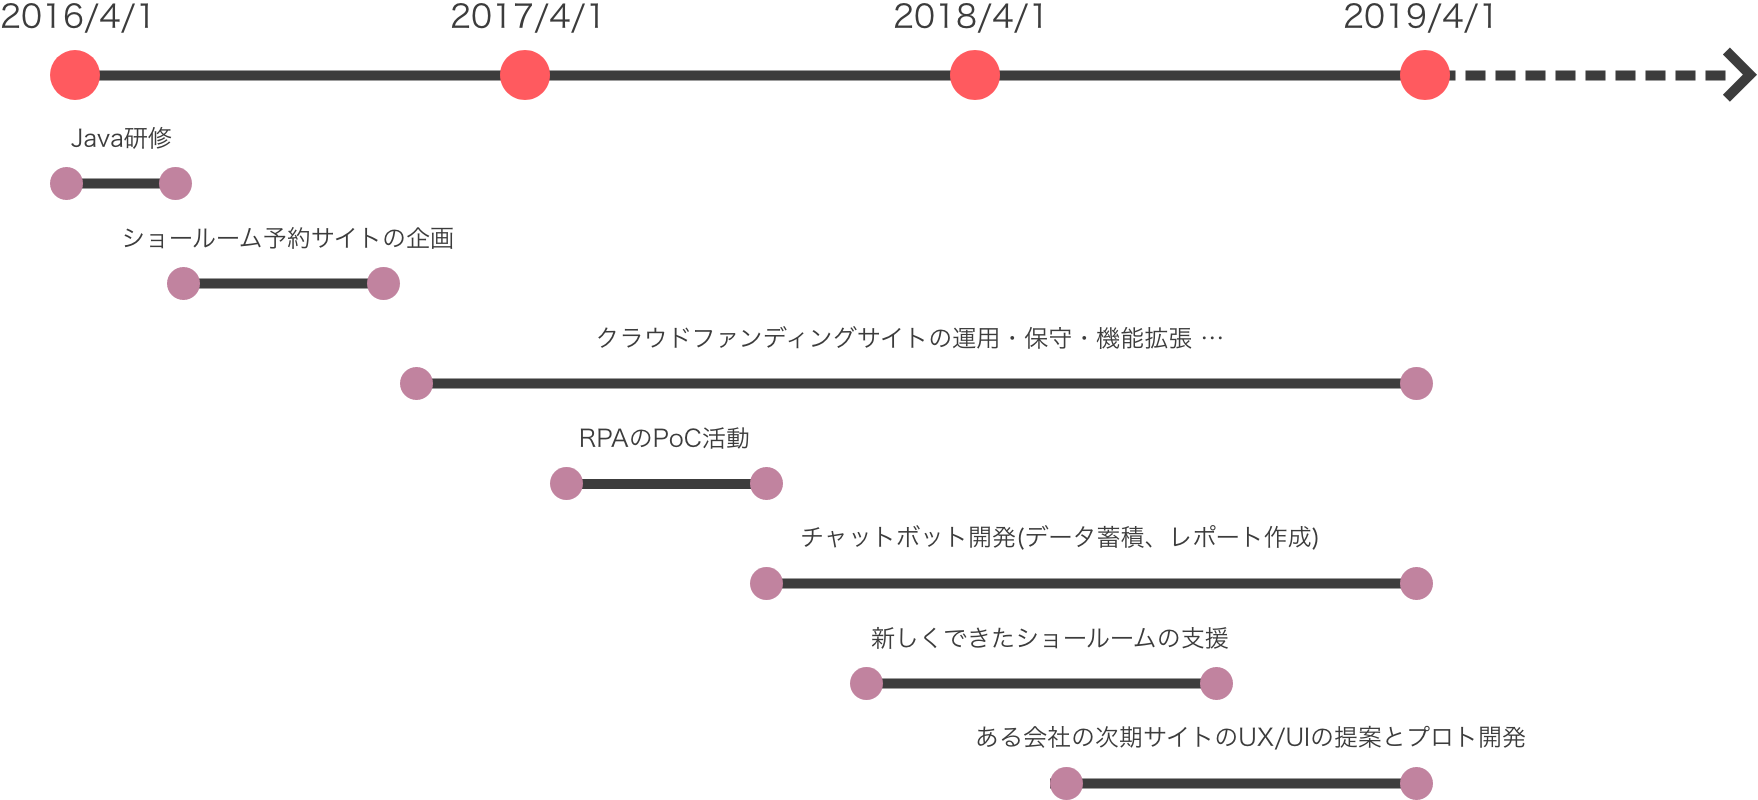 2016/4/1 2017/4/1 2018/4/1 2019/4/1
Java研修
ショールーム予約サイトの企画
クラウドファンディングサイトの運用・保守・機能拡張 …
RPAのPoC活動
チャットボット開発(データ蓄積、レポート作成)
新しくできたショールームの支援
ある会社の次期サイトのUX/UIの提案とプロト開発